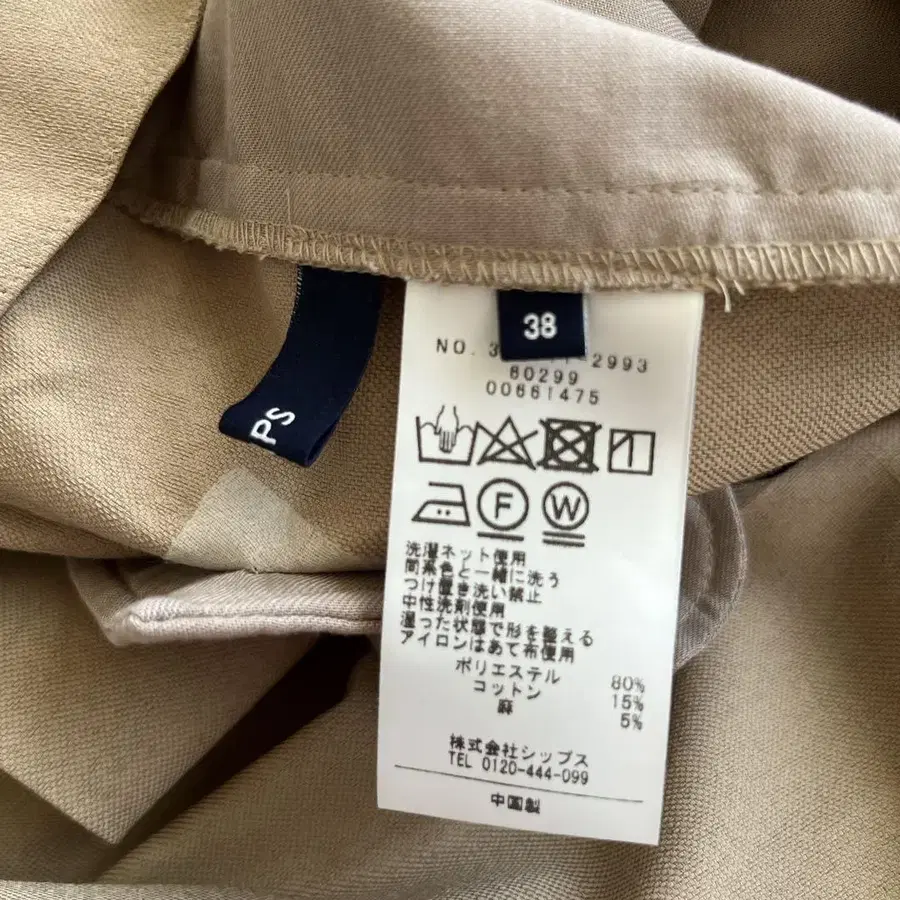 38
NO. 3 2993
80299
00661475
PS
F
W
洗濯ネット使用
同系色と一緒に洗う
つけ置き洗い禁止
中性洗剤使用
湿った状態で形を整える
アイロンはあて布使用
ポリエステル 80%
コットン 15%
麻 5%
株式会社シップス
TEL 0120-444-099
中国製